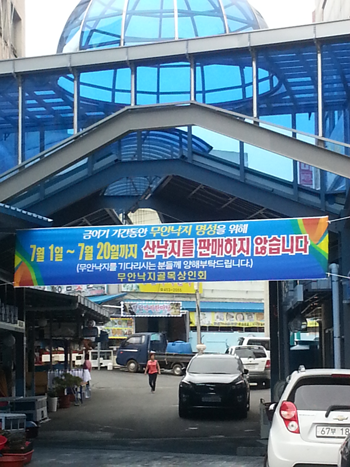 금어기 기간동안 무안낙지 명성을 위해
7월 1일 ~ 7월 20일까지 산낙지를 판매하지 않습니다
(무안낙지를 기다리시는 분들께 양해부탁드립니다.)
무안낙지골목상인회